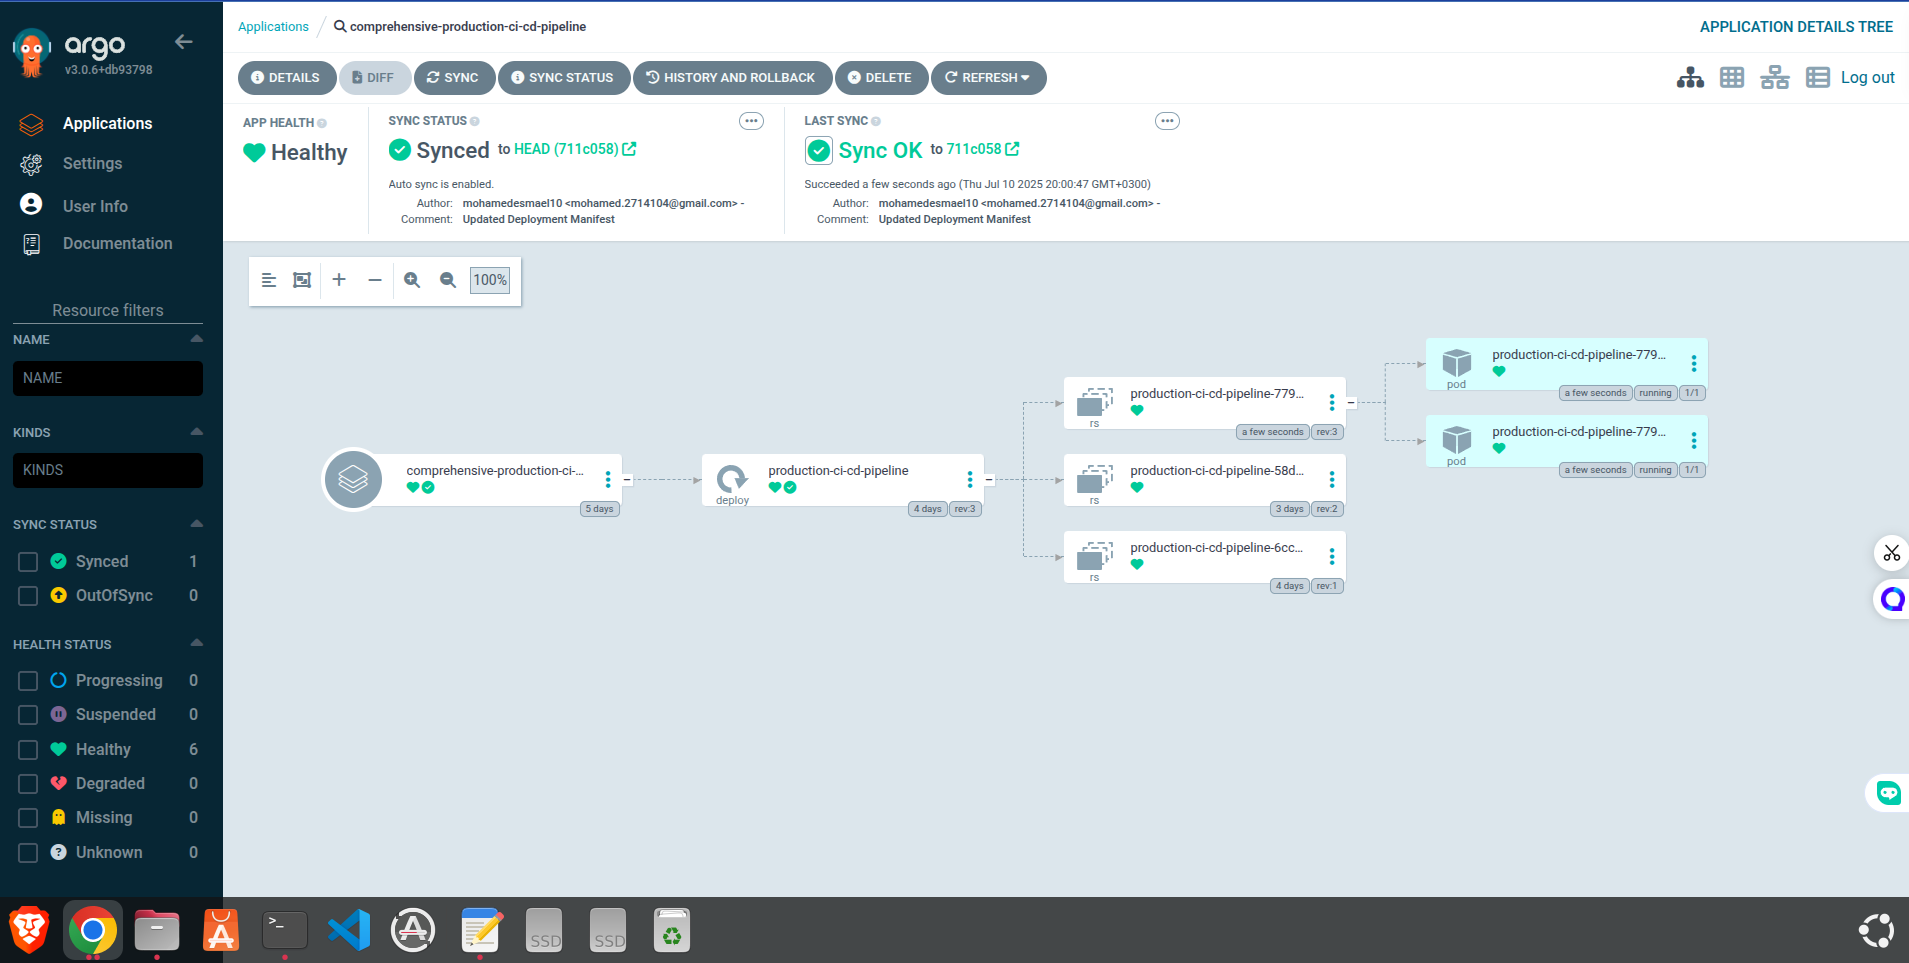 argo
v3.0.6+db93798
Applications
Settings
User Info
Documentation
Resource filters
NAME
NAME
KINDS
KINDS
SYNC STATUS
Synced 1
OutOfSync 0
HEALTH STATUS
Progressing 0
Suspended 0
Healthy 6
Degraded 0
Missing 0
Unknown 0
Applications / comprehensive-production-ci-cd-pipeline
APPLICATION DETAILS TREE
DETAILS DIFF SYNC SYNC STATUS HISTORY AND ROLLBACK DELETE REFRESH
Log out
APP HEALTH
Healthy
SYNC STATUS
Synced to HEAD (711c058)
Auto sync is enabled.
Author: mohamedesmael10 <mohamed.2714104@gmail.com> -
Comment: Updated Deployment Manifest
LAST SYNC
Sync OK to 711c058
Succeeded a few seconds ago (Thu Jul 10 2025 20:00:47 GMT+0300)
Author: mohamedesmael10 <mohamed.2714104@gmail.com> -
Comment: Updated Deployment Manifest
100%
comprehensive-production-ci-...
5 days
production-ci-cd-pipeline
deploy
4 days rev:3
production-ci-cd-pipeline-779...
rs
a few seconds rev:3
production-ci-cd-pipeline-58d...
rs
3 days rev:2
production-ci-cd-pipeline-6cc...
rs
4 days rev:1
production-ci-cd-pipeline-779...
pod
a few seconds running 1/1
production-ci-cd-pipeline-779...
pod
a few seconds running 1/1
SSD
SSD